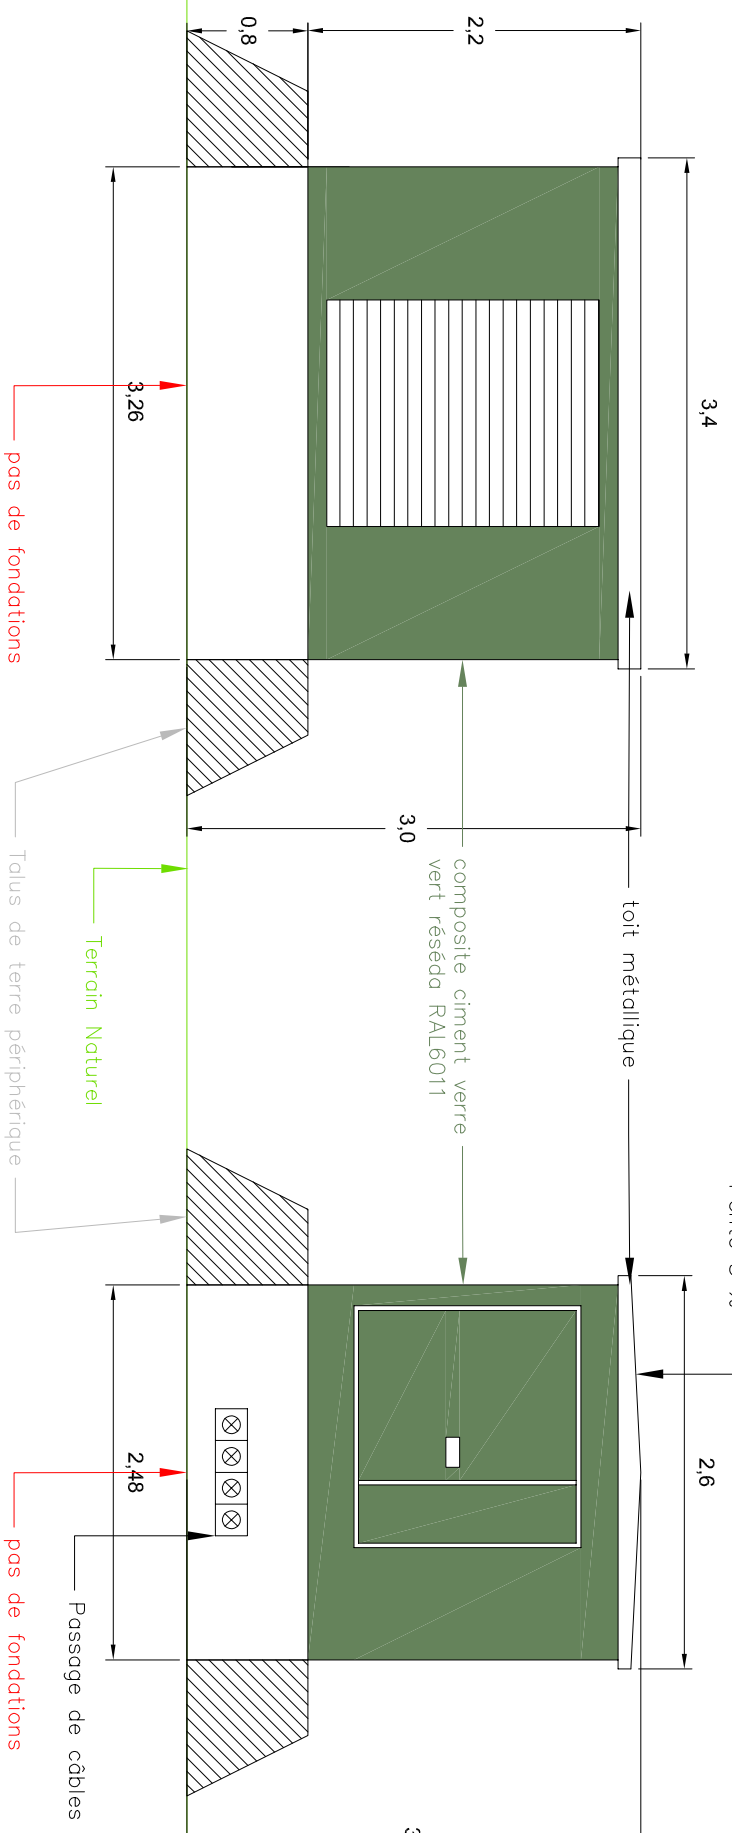 3,4
2,6
toit métallique
2,2
composite ciment verre
vert réséda RAL6011
3,0
0,8
3,26
2,48
Terrain Naturel
Passage de câbles
Talus de terre périphérique
pas de fondations
pas de fondations